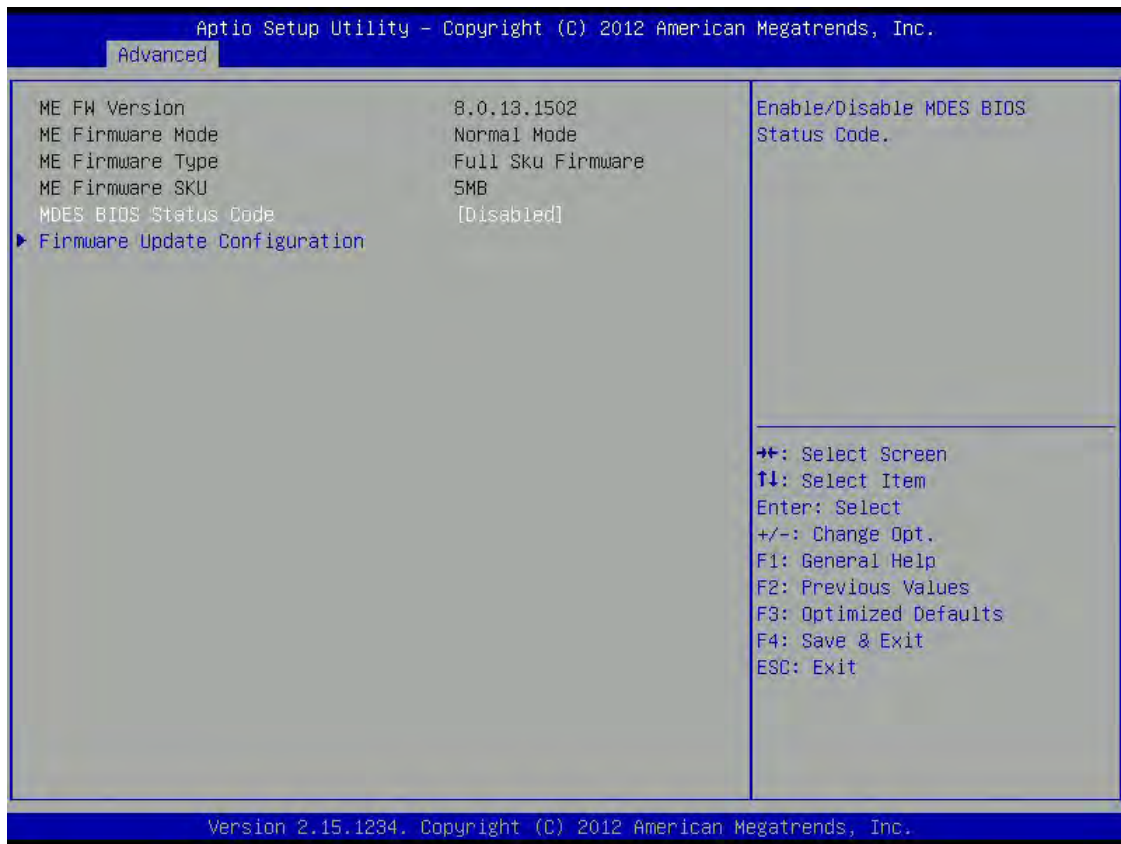 Aptio Setup Utility – Copyright (C) 2012 American Megatrends, Inc.
Advanced
ME FW Version 8.0.13.1502
ME Firmware Mode Normal Mode
ME Firmware Type Full Sku Firmware
ME Firmware SKU 5MB
MDES BIOS Status Code [Disabled]
▶ Firmware Update Configuration
Enable/Disable MDES BIOS
Status Code.
→←: Select Screen
↑↓: Select Item
Enter: Select
+/-: Change Opt.
F1: General Help
F2: Previous Values
F3: Optimized Defaults
F4: Save & Exit
ESC: Exit
Version 2.15.1234. Copyright (C) 2012 American Megatrends, Inc.